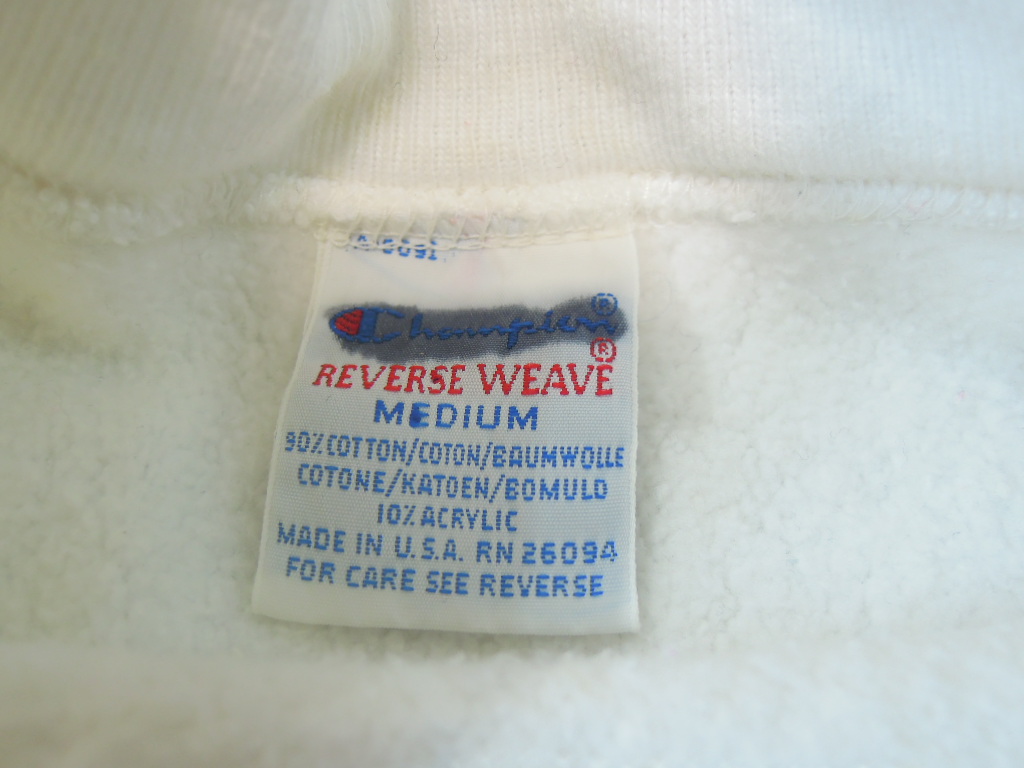 Champion®
®
REVERSE WEAVE
MEDIUM
90% COTTON/COTON/BAUMWOLLE
COTONE/KATOEN/BOMULD
10% ACRYLIC
MADE IN U.S.A. RN 26094
FOR CARE SEE REVERSE